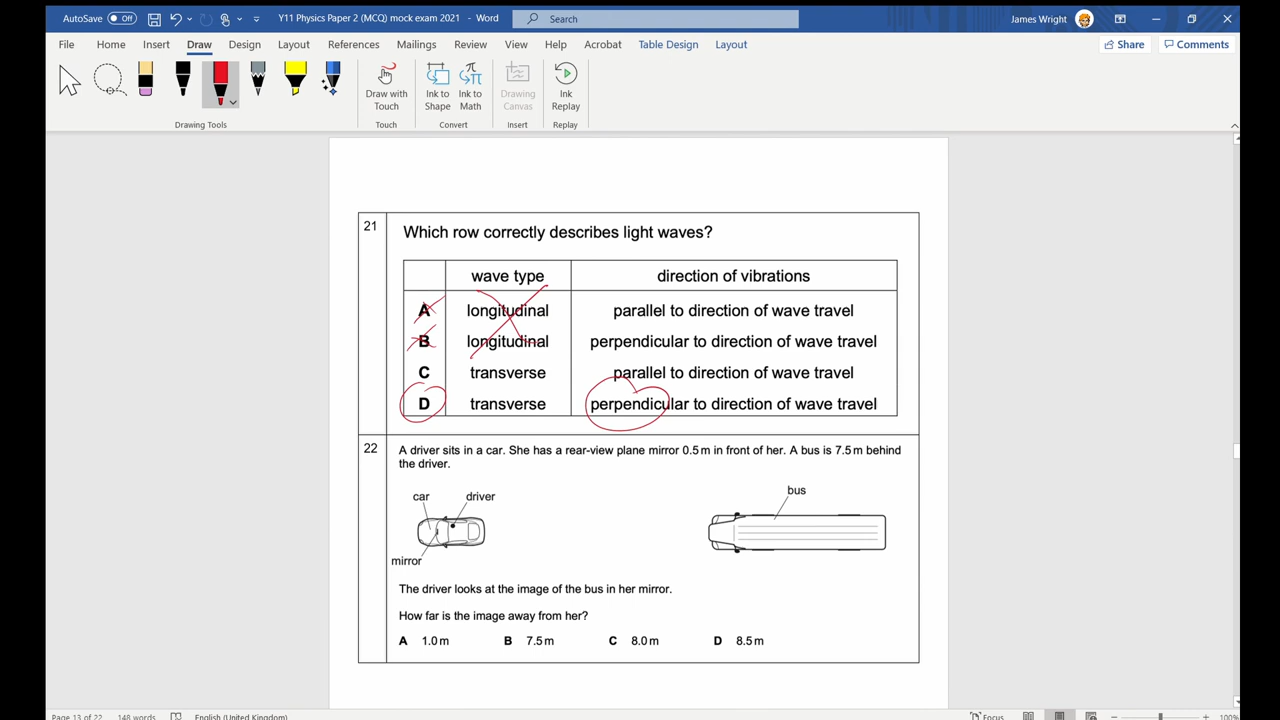 AutoSave Off Y11 Physics Paper 2 (MCQ) mock exam 2021 - Word Search James Wright
File Home Insert Draw Design Layout References Mailings Review View Help Acrobat Table Design Layout Share Comments
Draw with Touch Ink to Shape Ink to Math Drawing Canvas Ink Replay
Drawing Tools Touch Convert Insert Replay
21 Which row correctly describes light waves?
wave type direction of vibrations
A longitudinal parallel to direction of wave travel
B longitudinal perpendicular to direction of wave travel
C transverse parallel to direction of wave travel
D transverse perpendicular to direction of wave travel
22 A driver sits in a car. She has a rear-view plane mirror 0.5 m in front of her. A bus is 7.5 m behind
the driver.
car driver bus
mirror
The driver looks at the image of the bus in her mirror.
How far is the image away from her?
A 1.0 m B 7.5 m C 8.0 m D 8.5 m
Page 13 of 22 148 words English (United Kingdom) Focus 100%